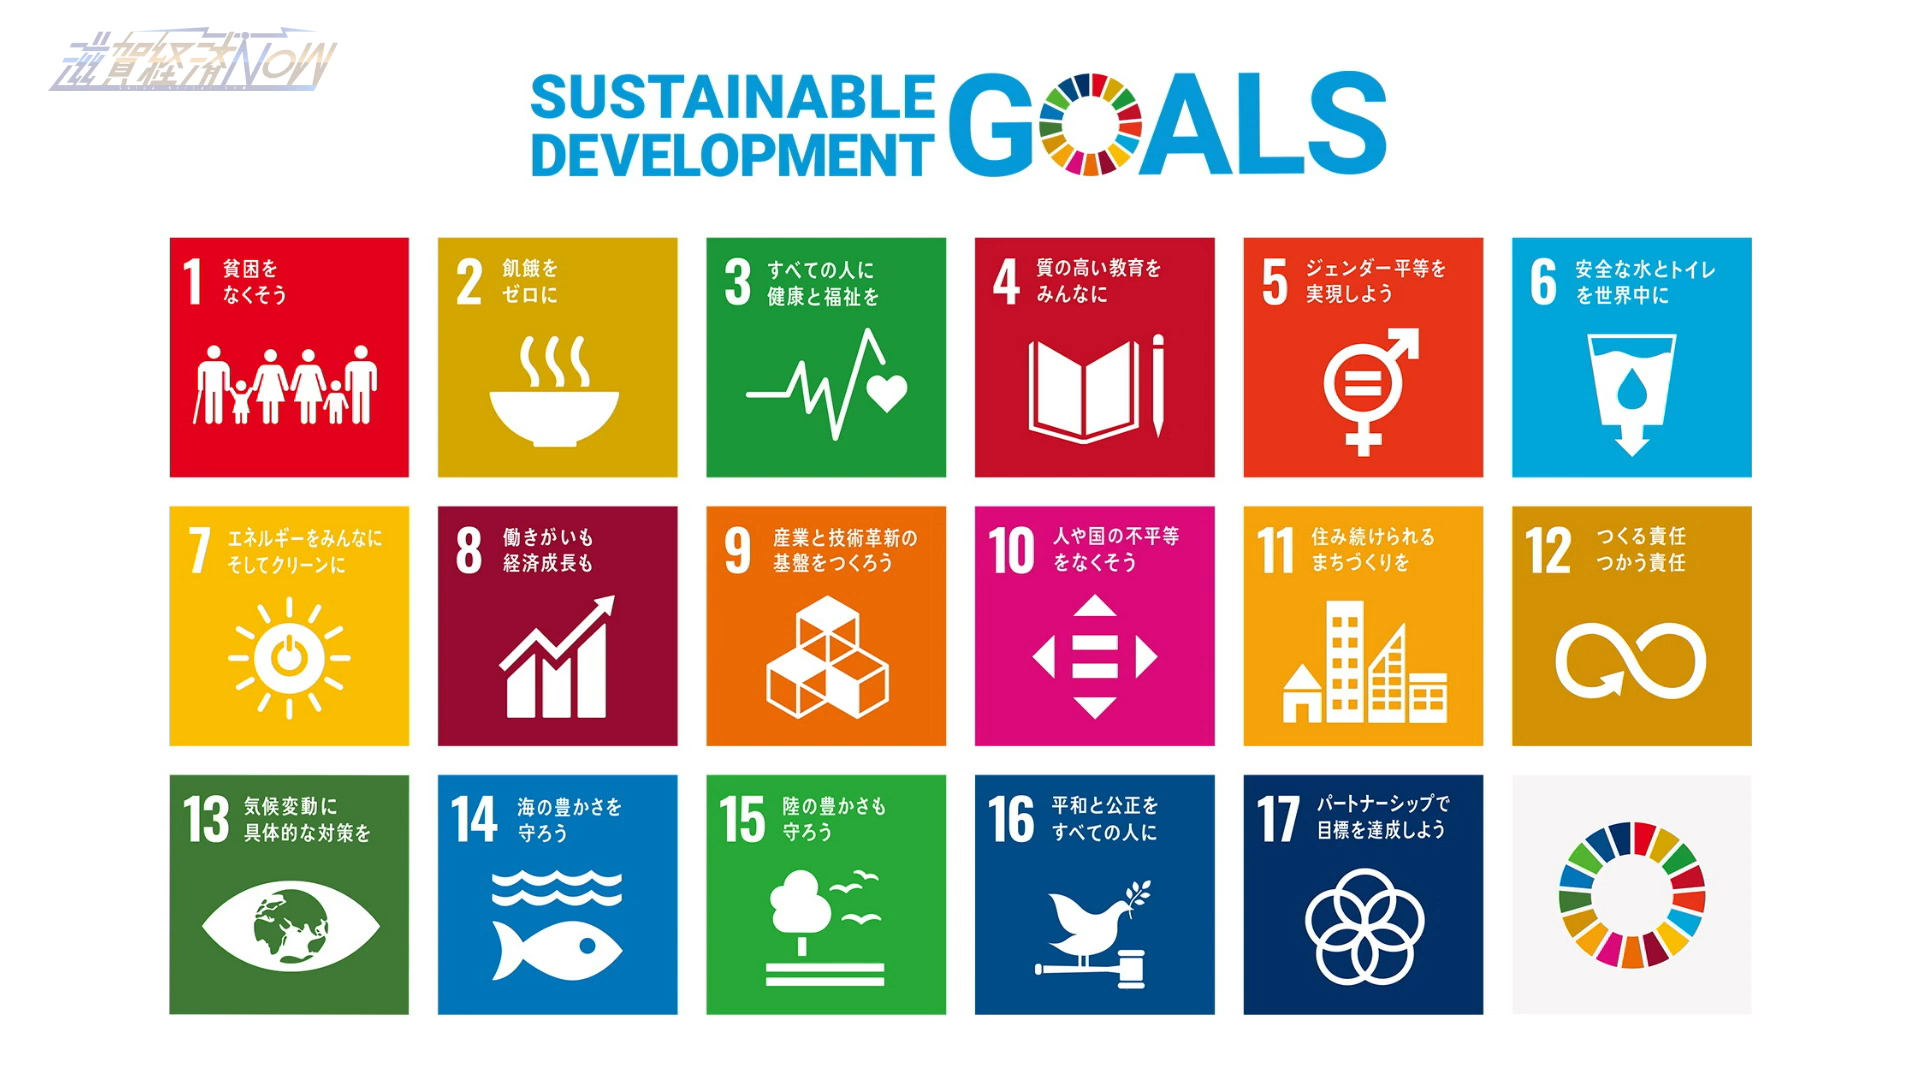 滋賀経済NOW
SUSTAINABLE
DEVELOPMENT
GOALS
1 貧困を
なくそう
2 飢餓を
ゼロに
3 すべての人に
健康と福祉を
4 質の高い教育を
みんなに
5 ジェンダー平等を
実現しよう
6 安全な水とトイレ
を世界中に
7 エネルギーをみんなに
そしてクリーンに
8 働きがいも
経済成長も
9 産業と技術革新の
基盤をつくろう
10 人や国の不平等
をなくそう
11 住み続けられる
まちづくりを
12 つくる責任
つかう責任
13 気候変動に
具体的な対策を
14 海の豊かさを
守ろう
15 陸の豊かさも
守ろう
16 平和と公正を
すべての人に
17 パートナーシップで
目標を達成しよう